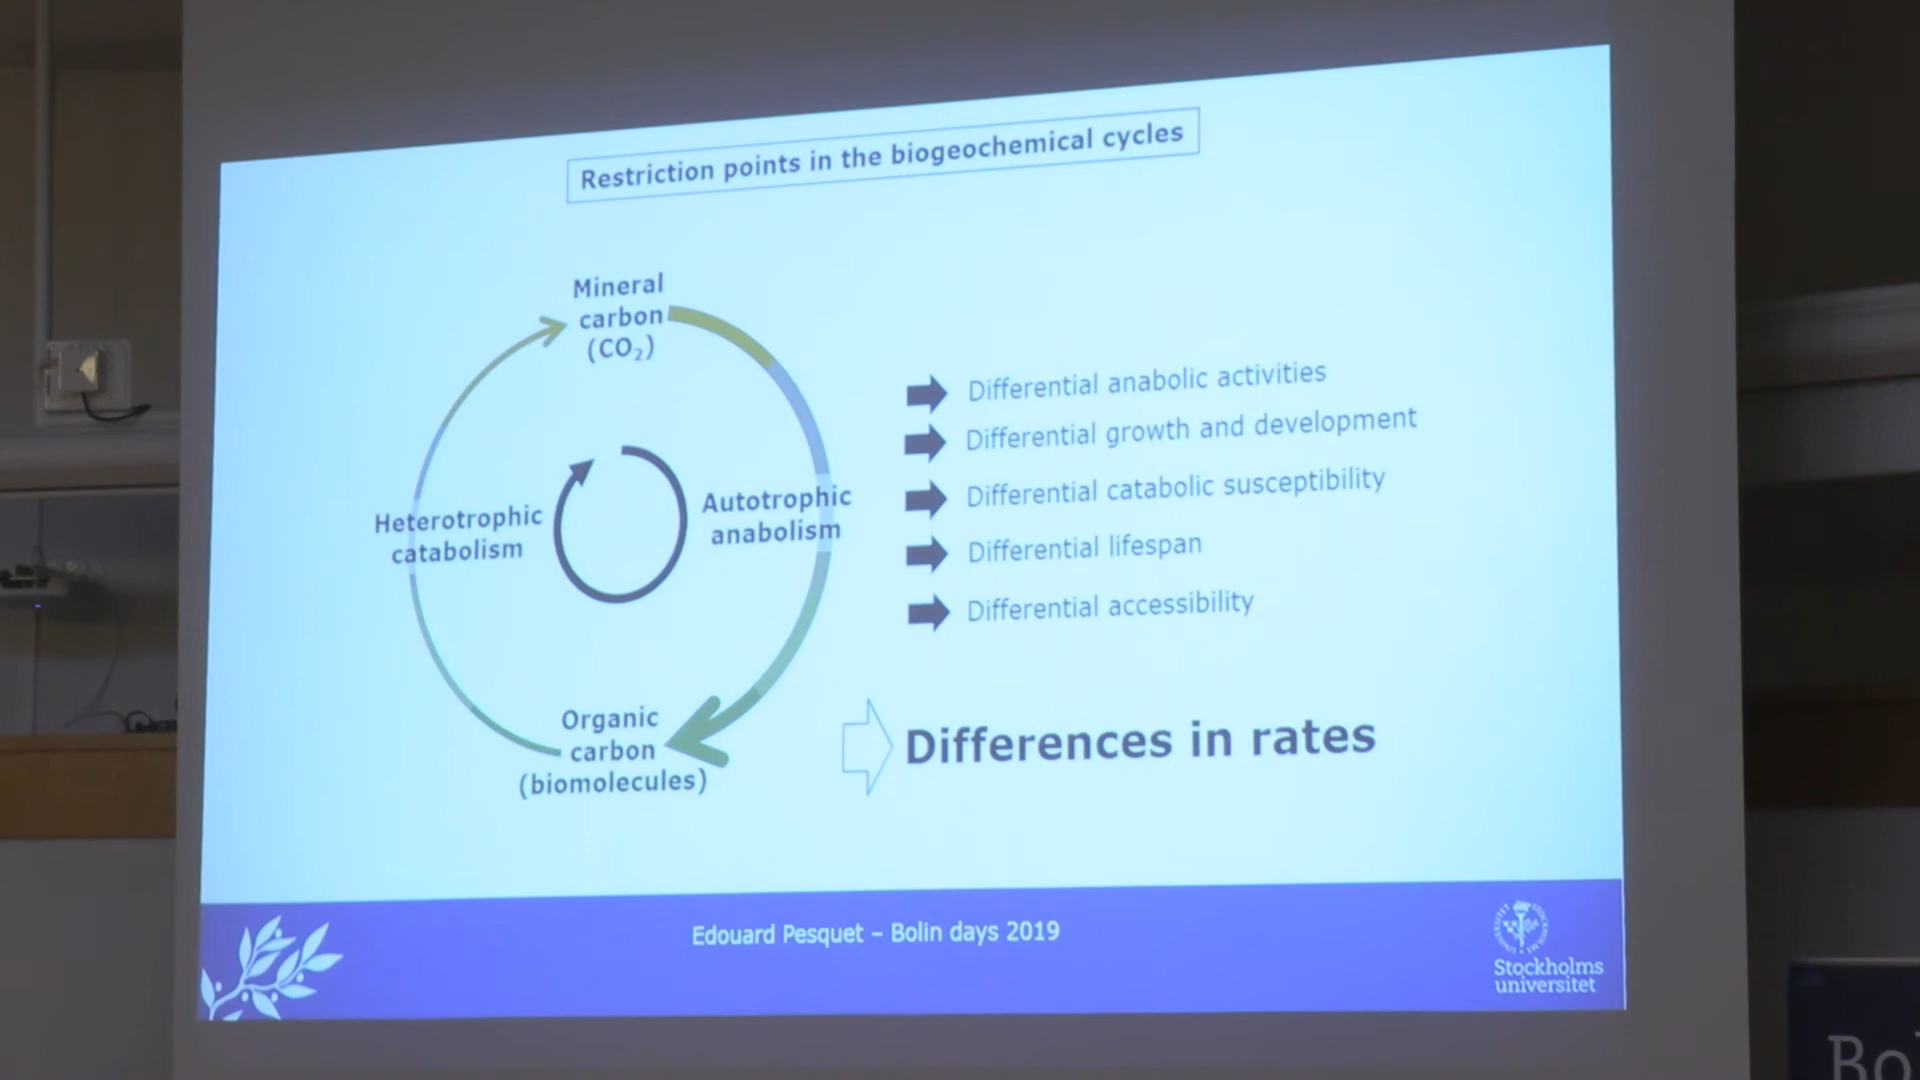 Restriction points in the biogeochemical cycles
Mineral
carbon
(CO₂)
Heterotrophic
catabolism
Autotrophic
anabolism
Organic
carbon
(biomolecules)
Differential anabolic activities
Differential growth and development
Differential catabolic susceptibility
Differential lifespan
Differential accessibility
Differences in rates
Edouard Pesquet – Bolin days 2019
Stockholms
universitet